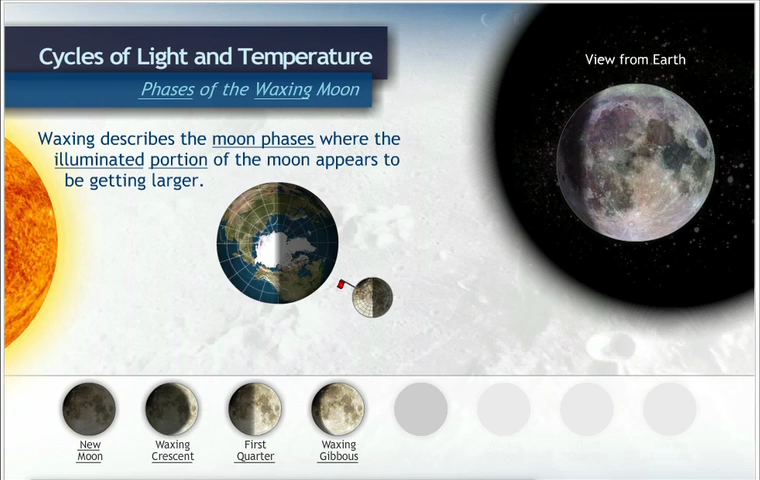 Cycles of Light and Temperature
Phases of the Waxing Moon
View from Earth
Waxing describes the moon phases where the
illuminated portion of the moon appears to
be getting larger.
New
Moon
Waxing
Crescent
First
Quarter
Waxing
Gibbous